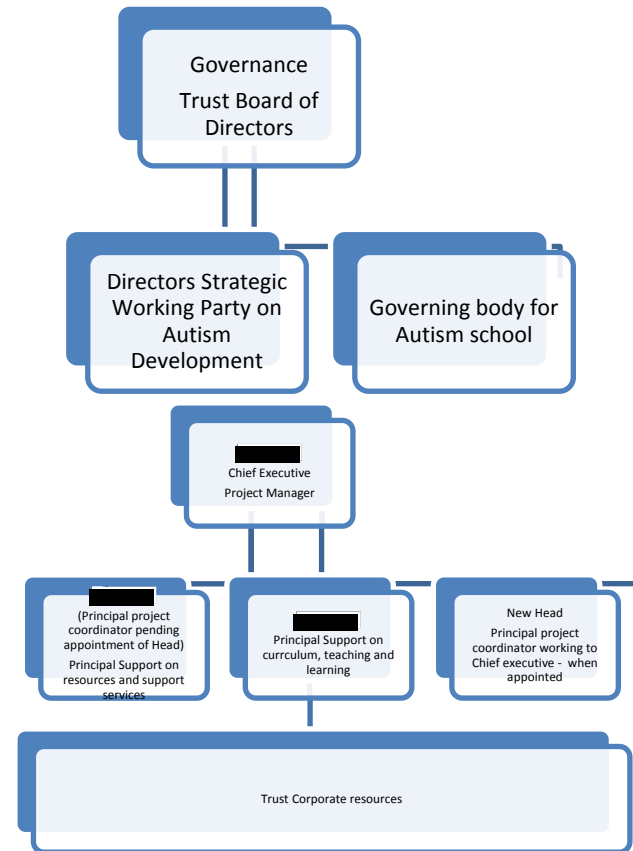 Governance
Trust Board of
Directors
Directors Strategic
Working Party on
Autism
Development
Governing body for
Autism school
Chief Executive
Project Manager
(Principal project
coordinator pending
appointment of Head)
Principal Support on
resources and support
services
Principal Support on
currculum, teaching and
learning
New Head
Principal project
coordinator working to
Chief executive - when
appointed
Trust Corporate resources